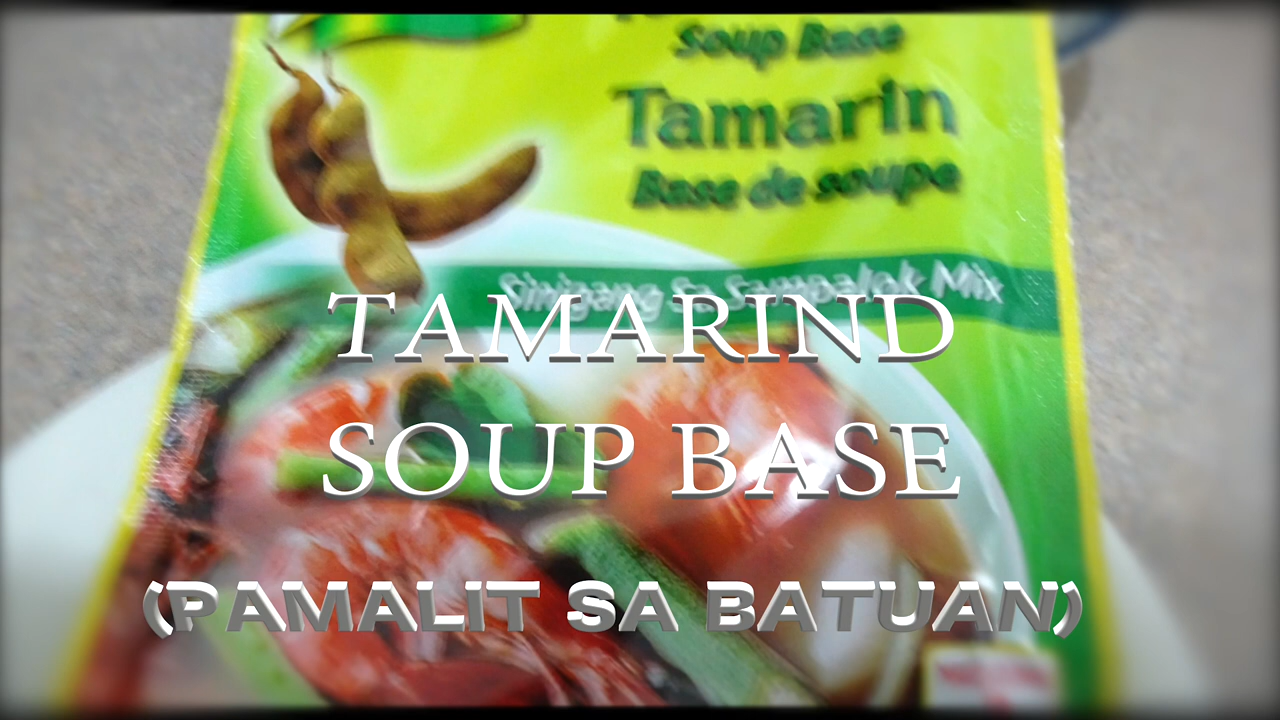 Soup Base
Tamarin
Base de soupe
Sinigang Sa Sampalok Mix
TAMARIND
SOUP BASE
(PAMALIT SA BATUAN)